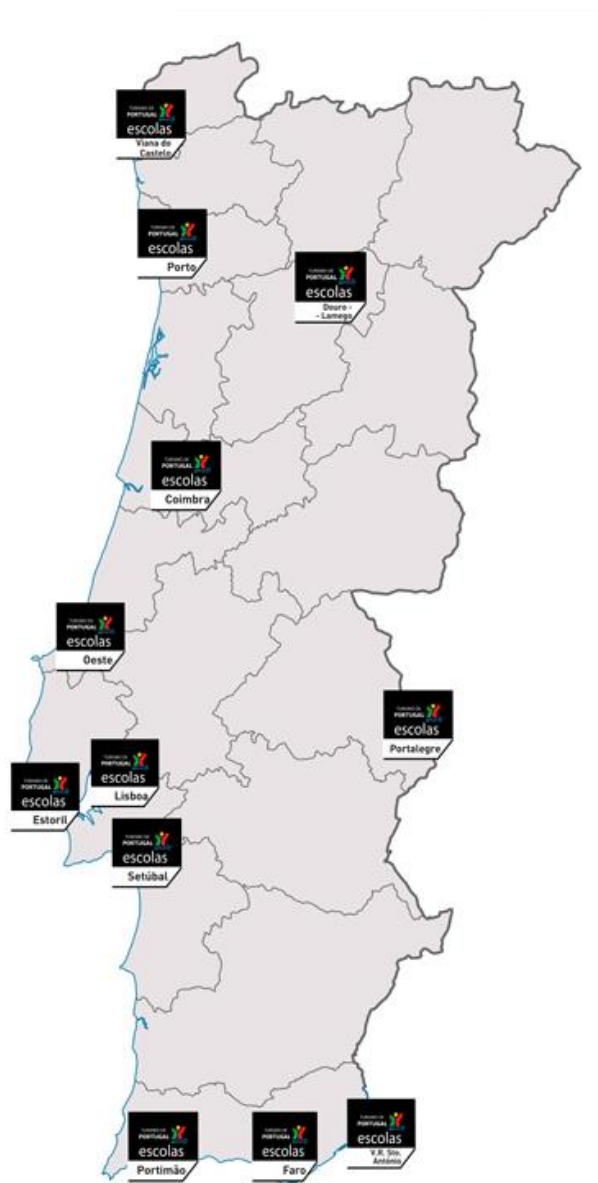 TURISMO DE
PORTUGAL
escolas
Viana do
Castelo
TURISMO DE
PORTUGAL
escolas
Porto
TURISMO DE
PORTUGAL
escolas
Douro -
- Lamego
TURISMO DE
PORTUGAL
escolas
Coimbra
TURISMO DE
PORTUGAL
escolas
Oeste
TURISMO DE
PORTUGAL
escolas
Portalegre
TURISMO DE
PORTUGAL
escolas
Lisboa
TURISMO DE
PORTUGAL
escolas
Estoril
TURISMO DE
PORTUGAL
escolas
Setúbal
TURISMO DE
PORTUGAL
escolas
Portimão
TURISMO DE
PORTUGAL
escolas
Faro
TURISMO DE
PORTUGAL
escolas
V.R. Sto.
António